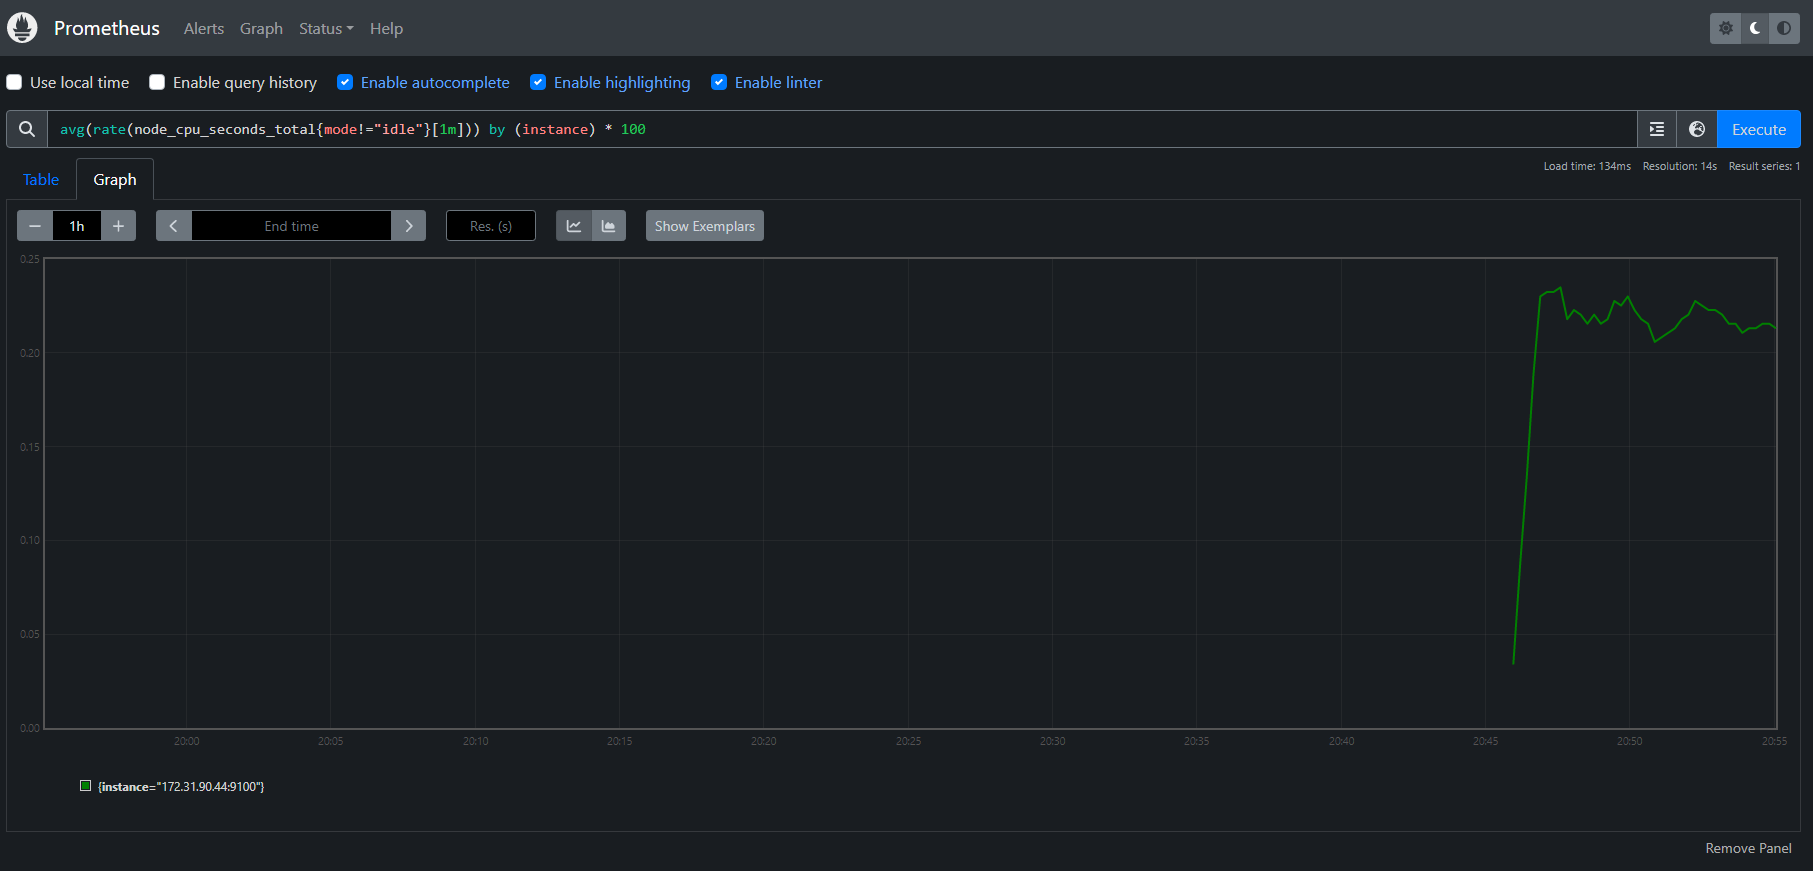 Prometheus Alerts Graph Status Help
Use local time Enable query history Enable autocomplete Enable highlighting Enable linter
avg(rate(node_cpu_seconds_total{mode!="idle"}[1m])) by (instance) * 100 Execute
Load time: 134ms Resolution: 14s Result series: 1
Table Graph
1h End time Res. (s) Show Exemplars
0.25
0.20
0.15
0.10
0.05
0.00
20:00 20:05 20:10 20:15 20:20 20:25 20:30 20:35 20:40 20:45 20:50 20:55
{instance="172.31.90.44:9100"}
Remove Panel